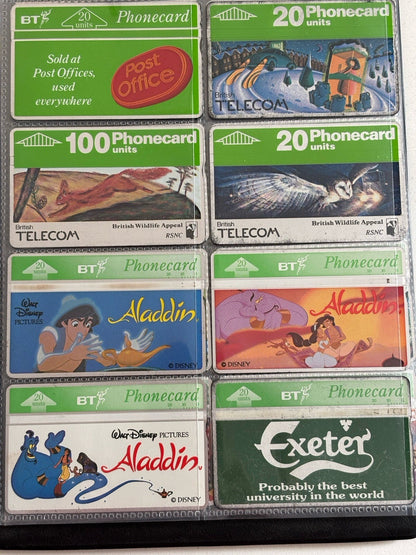 BT 20 units Phonecard
Sold at
Post Offices,
used
everywhere
Post
Office
20 Phonecard
units
British
TELECOM
100 Phonecard
units
British
TELECOM
British Wildlife Appeal
RSNC
20 Phonecard
units
British
TELECOM
British Wildlife Appeal
RSNC
20 units BT Phonecard
Walt
Disney
PICTURES
Aladdin
© DISNEY
20 units BT Phonecard
Aladdin
© DISNEY
20 units BT Phonecard
Walt Disney PICTURES
Aladdin
© DISNEY
20 units BT Phonecard
Exeter
Probably the best
university in the world